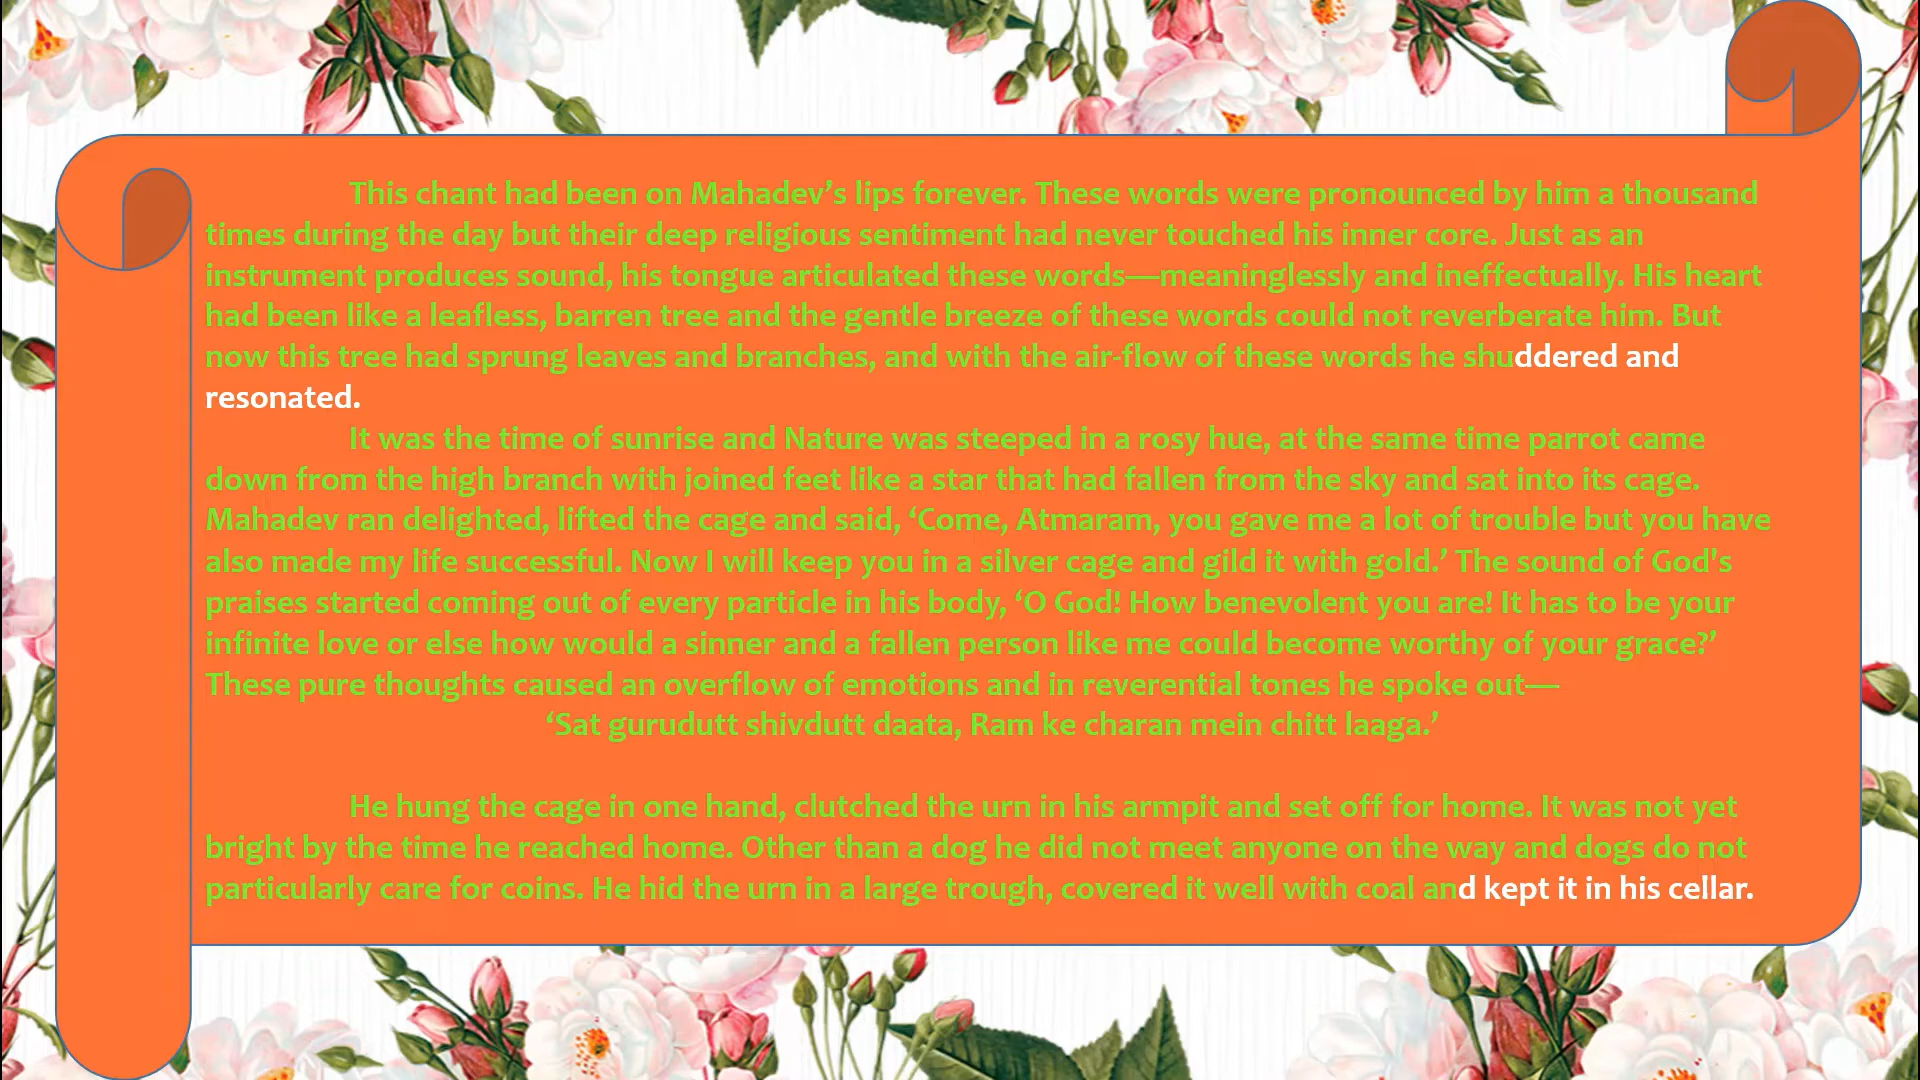 This chant had been on Mahadev’s lips forever. These words were pronounced by him a thousand
times during the day but their deep religious sentiment had never touched his inner core. Just as an
instrument produces sound, his tongue articulated these words—meaninglessly and ineffectually. His heart
had been like a leafless, barren tree and the gentle breeze of these words could not reverberate him. But
now this tree had sprung leaves and branches, and with the air-flow of these words he shuddered and
resonated.
It was the time of sunrise and Nature was steeped in a rosy hue, at the same time parrot came
down from the high branch with joined feet like a star that had fallen from the sky and sat into its cage.
Mahadev ran delighted, lifted the cage and said, ‘Come, Atmaram, you gave me a lot of trouble but you have
also made my life successful. Now I will keep you in a silver cage and gild it with gold.’ The sound of God's
praises started coming out of every particle in his body, ‘O God! How benevolent you are! It has to be your
infinite love or else how would a sinner and a fallen person like me could become worthy of your grace?’
These pure thoughts caused an overflow of emotions and in reverential tones he spoke out—
‘Sat gurudutt shivdutt daata, Ram ke charan mein chitt laaga.’
He hung the cage in one hand, clutched the urn in his armpit and set off for home. It was not yet
bright by the time he reached home. Other than a dog he did not meet anyone on the way and dogs do not
particularly care for coins. He hid the urn in a large trough, covered it well with coal and kept it in his cellar.